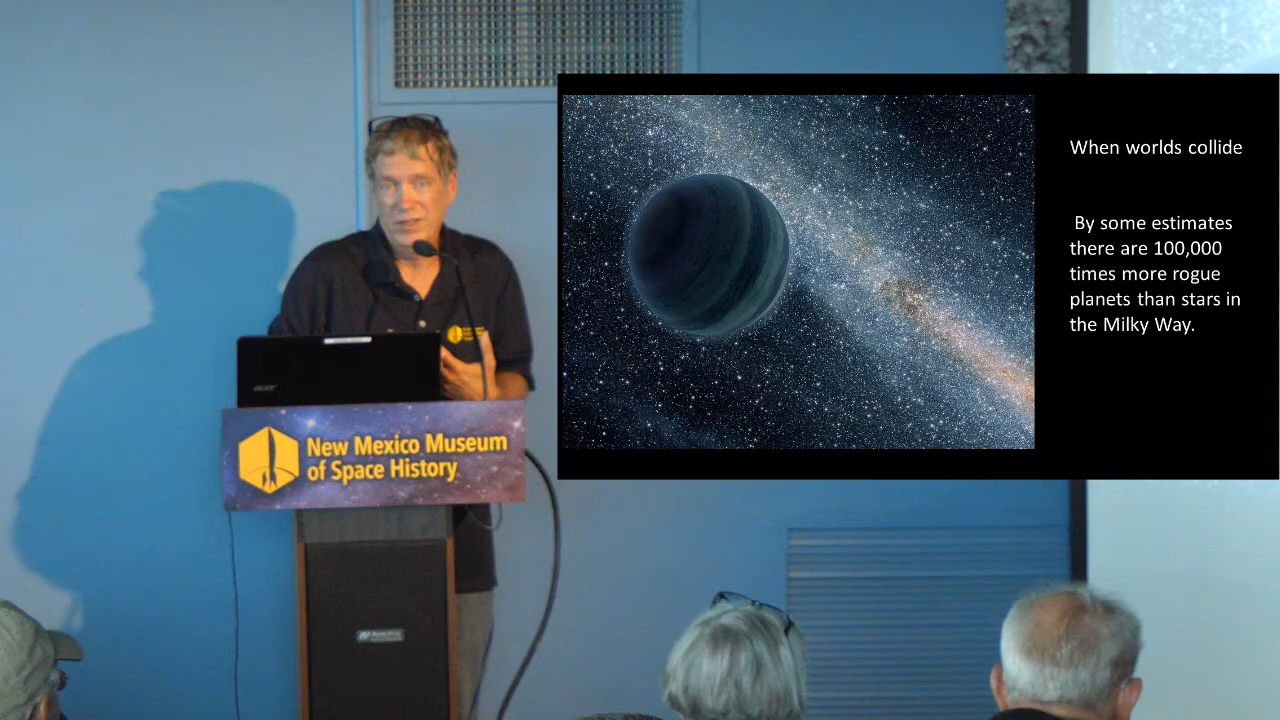 When worlds collide
By some estimates
there are 100,000
times more rogue
planets than stars in
the Milky Way.
acer
New Mexico Museum
of Space History